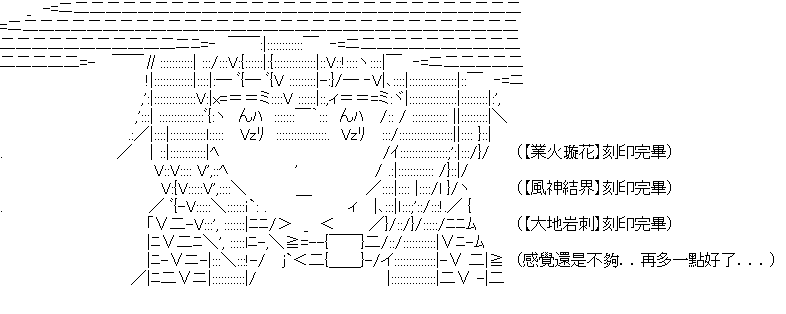 (【業火璇花】刻印完畢)
(【風神結界】刻印完畢)
(【大地岩刺】刻印完畢)
(感覺還是不夠．．再多一點好了．．．)